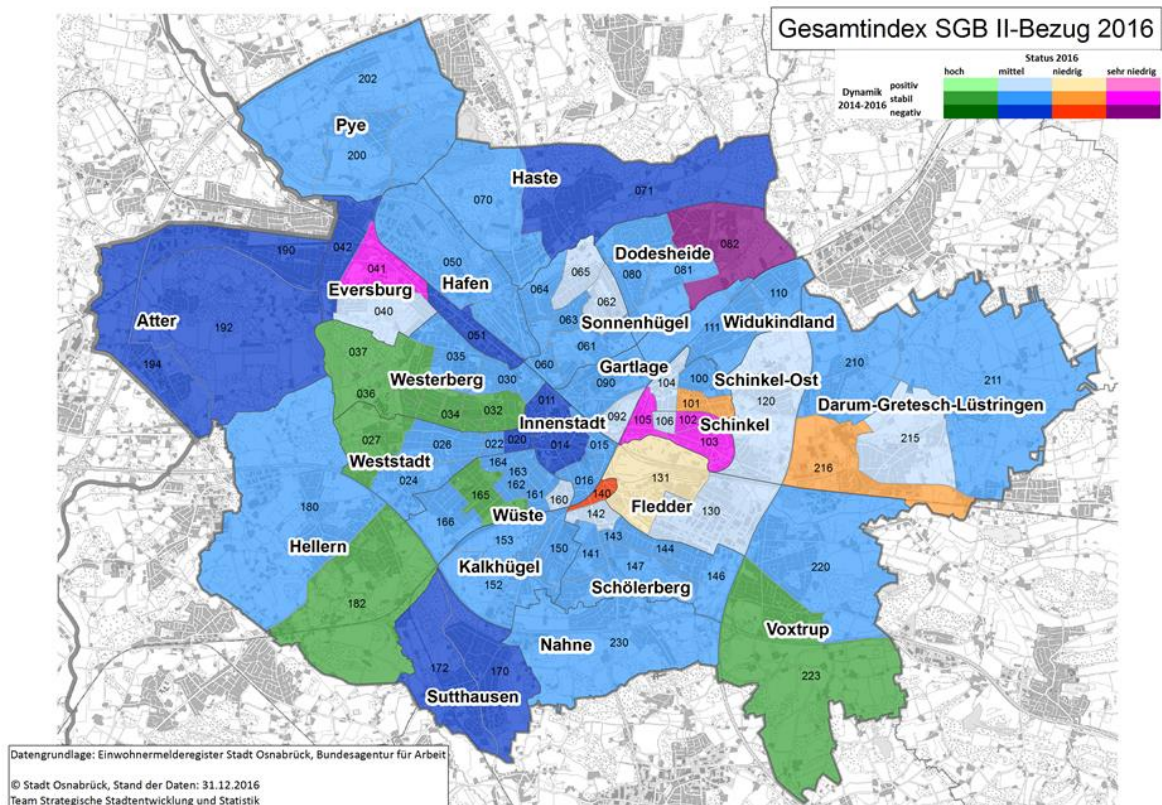 Gesamtindex SGB II-Bezug 2016
Status 2016
hoch mittel niedrig sehr niedrig
Dynamik 2014-2016
positiv
stabil
negativ
202
Pye
200
070
Haste
071
190
042
041
050
Hafen
065
Dodesheide
080
081
082
Eversburg
040
064
062
063
Sonnenhügel
110
111
Widukindland
Atter
192
194
051
061
037
035
Westerberg
030
060
Gartlage
090
104
100
Schinkel-Ost
210
211
036
034
032
011
Innenstadt
092
105
106
101
102
Schinkel
103
120
Darum-Gretesch-Lüstringen
215
216
027
026
022
020
014
015
Weststadt
024
164
163
162
161
160
016
140
131
Fledder
130
180
165
Wüste
166
142
143
Hellern
153
150
141
144
Kalkhügel
152
147
146
Schölerberg
220
182
Voxtrup
Nahne
230
172
170
Sutthausen
223
Datengrundlage: Einwohnermelderegister Stadt Osnabrück, Bundesagentur für Arbeit
© Stadt Osnabrück, Stand der Daten: 31.12.2016
Team Strategische Stadtentwicklung und Statistik